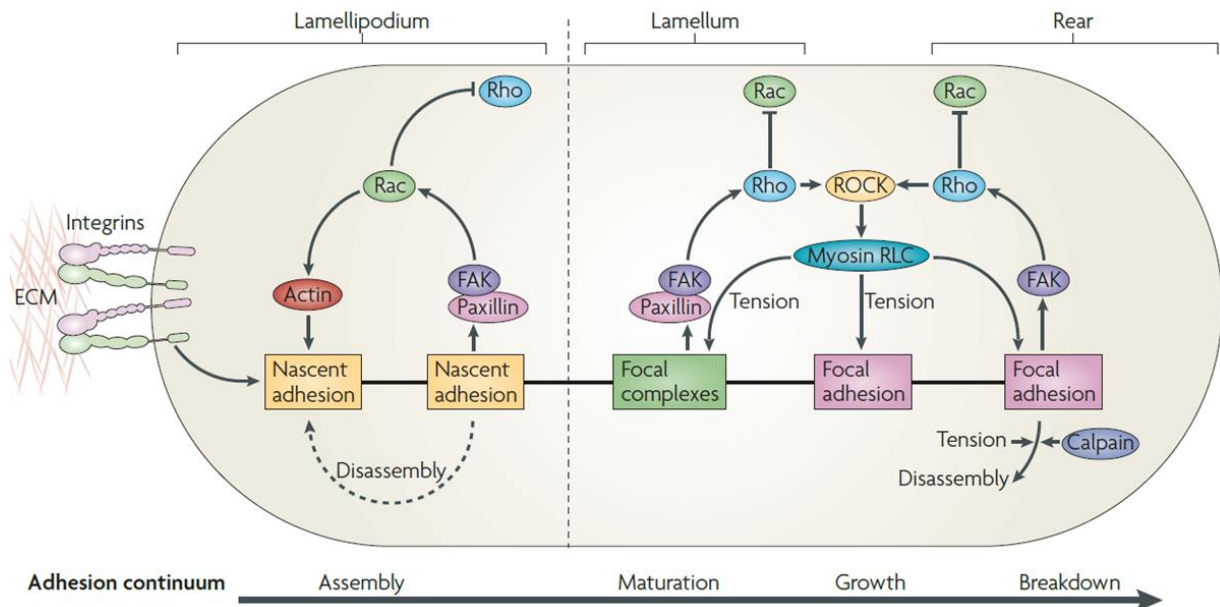 Lamellipodium
Lamellum
Rear
Rho
Rac
Rac
Rac
Rho
ROCK
Rho
Integrins
ECM
Actin
FAK
Paxillin
FAK
Paxillin
Myosin RLC
FAK
Tension
Tension
Nascent
adhesion
Nascent
adhesion
Focal
complexes
Focal
adhesion
Focal
adhesion
Disassembly
Tension
Calpain
Disassembly
Adhesion continuum
Assembly
Maturation
Growth
Breakdown